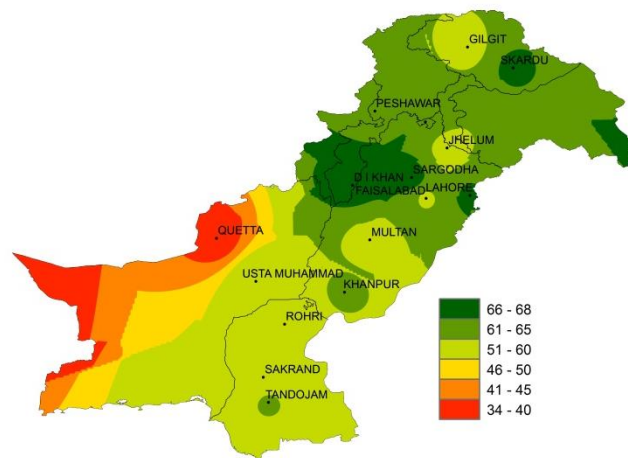 GILGIT
SKARDU
PESHAWAR
JHELUM
SARGODHA
D I KHAN
FAISALABAD
LAHORE
QUETTA
MULTAN
USTA MUHAMMAD
KHANPUR
ROHRI
SAKRAND
TANDOJAM
66 - 68
61 - 65
51 - 60
46 - 50
41 - 45
34 - 40